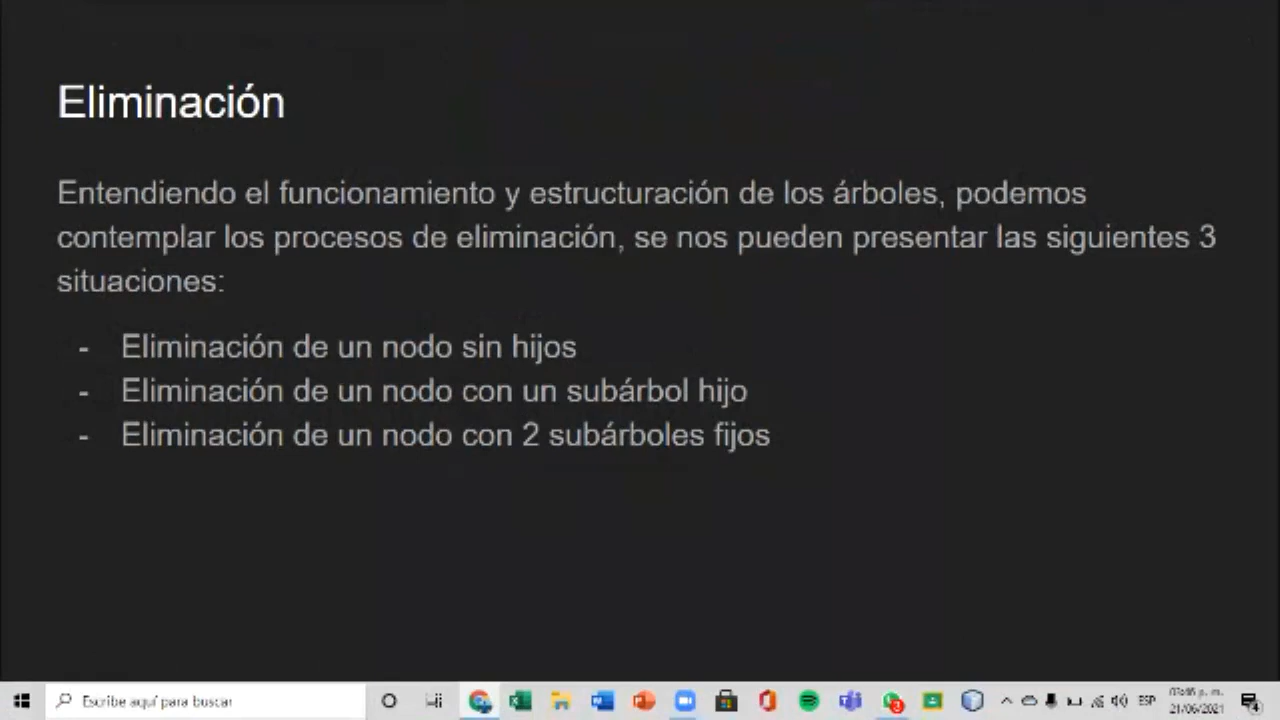 Eliminación
Entendiendo el funcionamiento y estructuración de los árboles, podemos
contemplar los procesos de eliminación, se nos pueden presentar las siguientes 3
situaciones:
- Eliminación de un nodo sin hijos
- Eliminación de un nodo con un subárbol hijo
- Eliminación de un nodo con 2 subárboles fijos
Escribe aquí para buscar
ESP
p. m.
21/06/2021